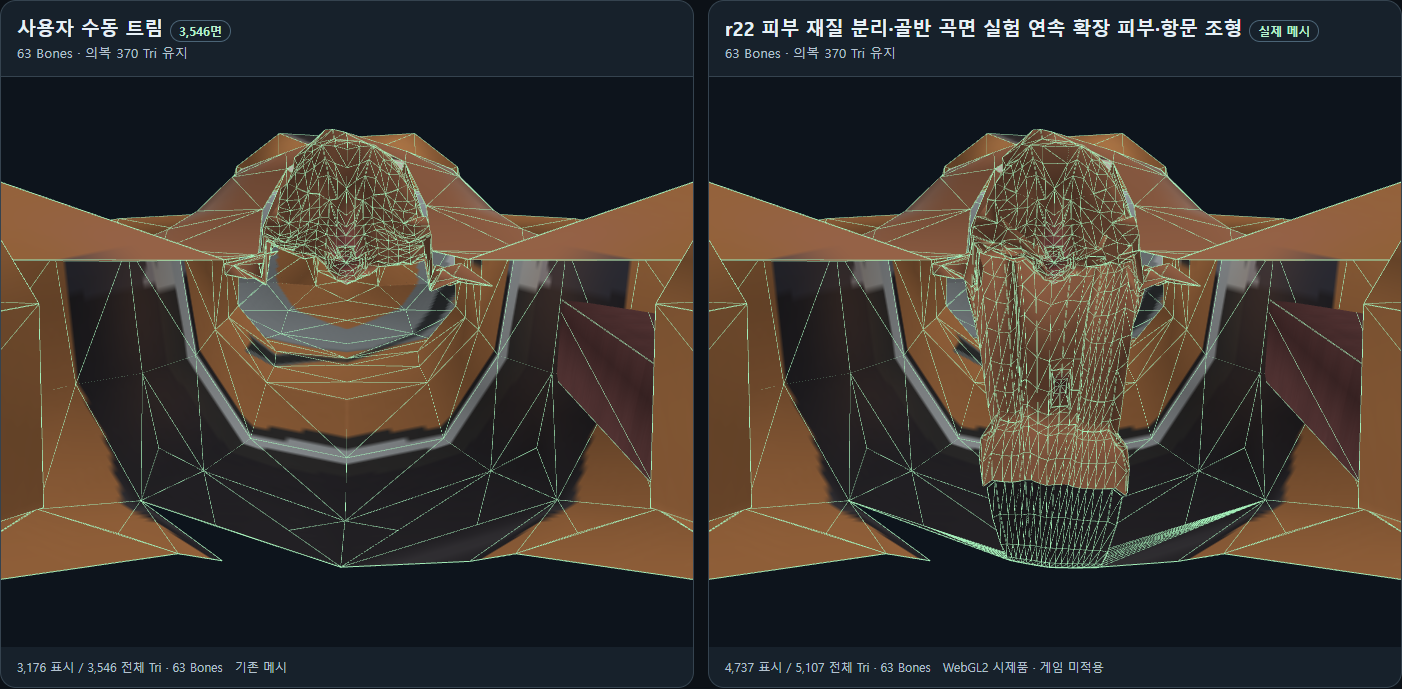 사용자 수동 트림 3,546면
63 Bones · 의복 370 Tri 유지
3,176 표시 / 3,546 전체 Tri · 63 Bones 기존 메시
r22 피부 재질 분리·골반 곡면 실험 연속 확장 피부·항문 조형 실제 메시
63 Bones · 의복 370 Tri 유지
4,737 표시 / 5,107 전체 Tri · 63 Bones WebGL2 시제품 · 게임 미적용